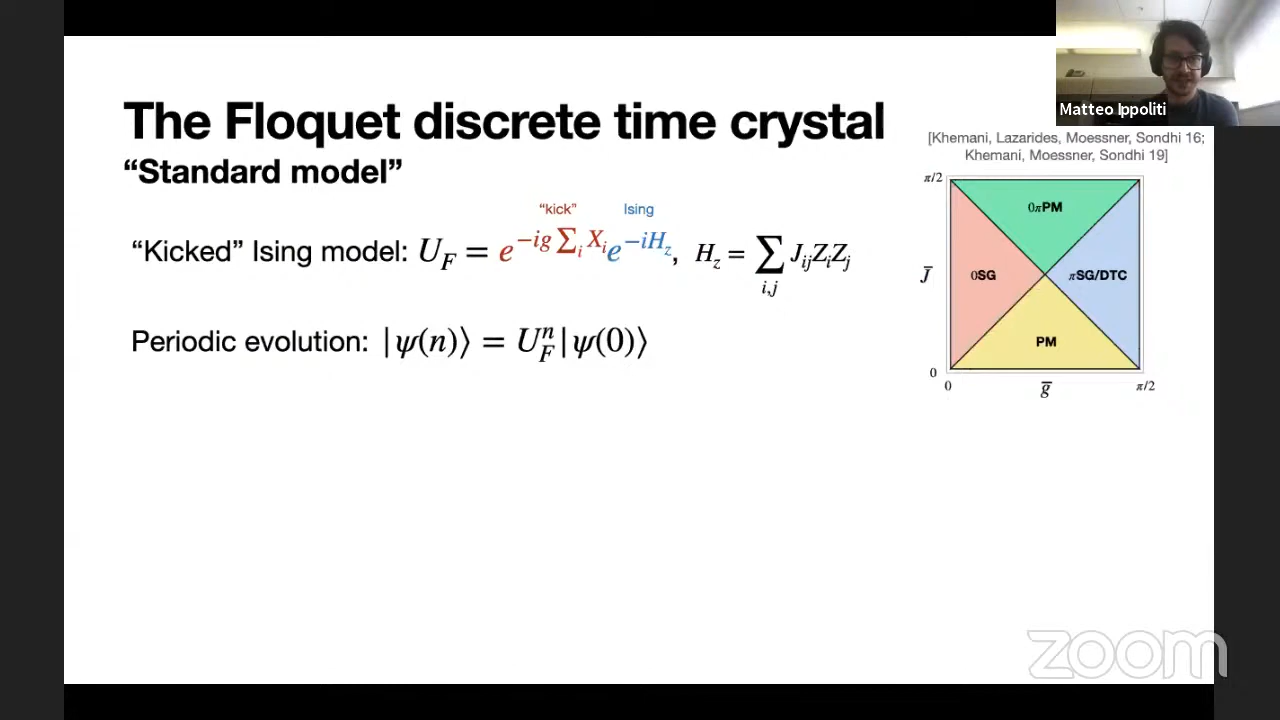 Matteo Ippoliti
The Floquet discrete time crystal
“Standard model”
[Khemani, Lazarides, Moessner, Sondhi 16;
Khemani, Moessner, Sondhi 19]
“kick” Ising
“Kicked” Ising model: U_F = e^{-ig ∑_i X_i} e^{-iH_z}, H_z = ∑_{i,j} J_{ij} Z_i Z_j
Periodic evolution: |ψ(n)⟩ = U_F^n |ψ(0)⟩
π/2
0πPM
J̅
0SG
πSG/DTC
PM
0
0
g̅
π/2
zoom